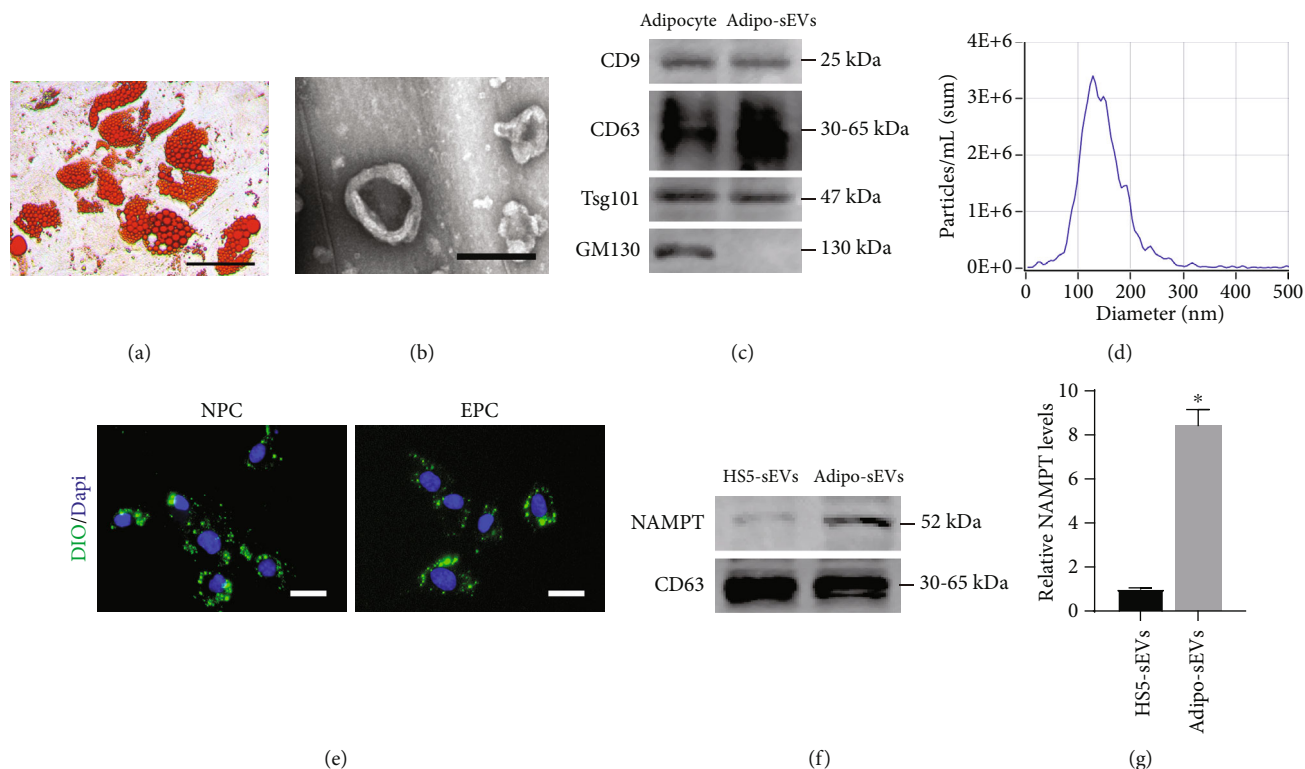 (a)
(b)
Adipocyte Adipo-sEVs
CD9 25 kDa
CD63 30-65 kDa
Tsg101 47 kDa
GM130 130 kDa
(c)
Particles/mL (sum)
4E+6
3E+6
2E+6
1E+6
0E+0
0 100 200 300 400 500
Diameter (nm)
(d)
NPC EPC
DIO/Dapi
(e)
HS5-sEVs Adipo-sEVs
NAMPT 52 kDa
CD63 30-65 kDa
(f)
Relative NAMPT levels
10
8
6
4
2
0
*
HS5-sEVs
Adipo-sEVs
(g)